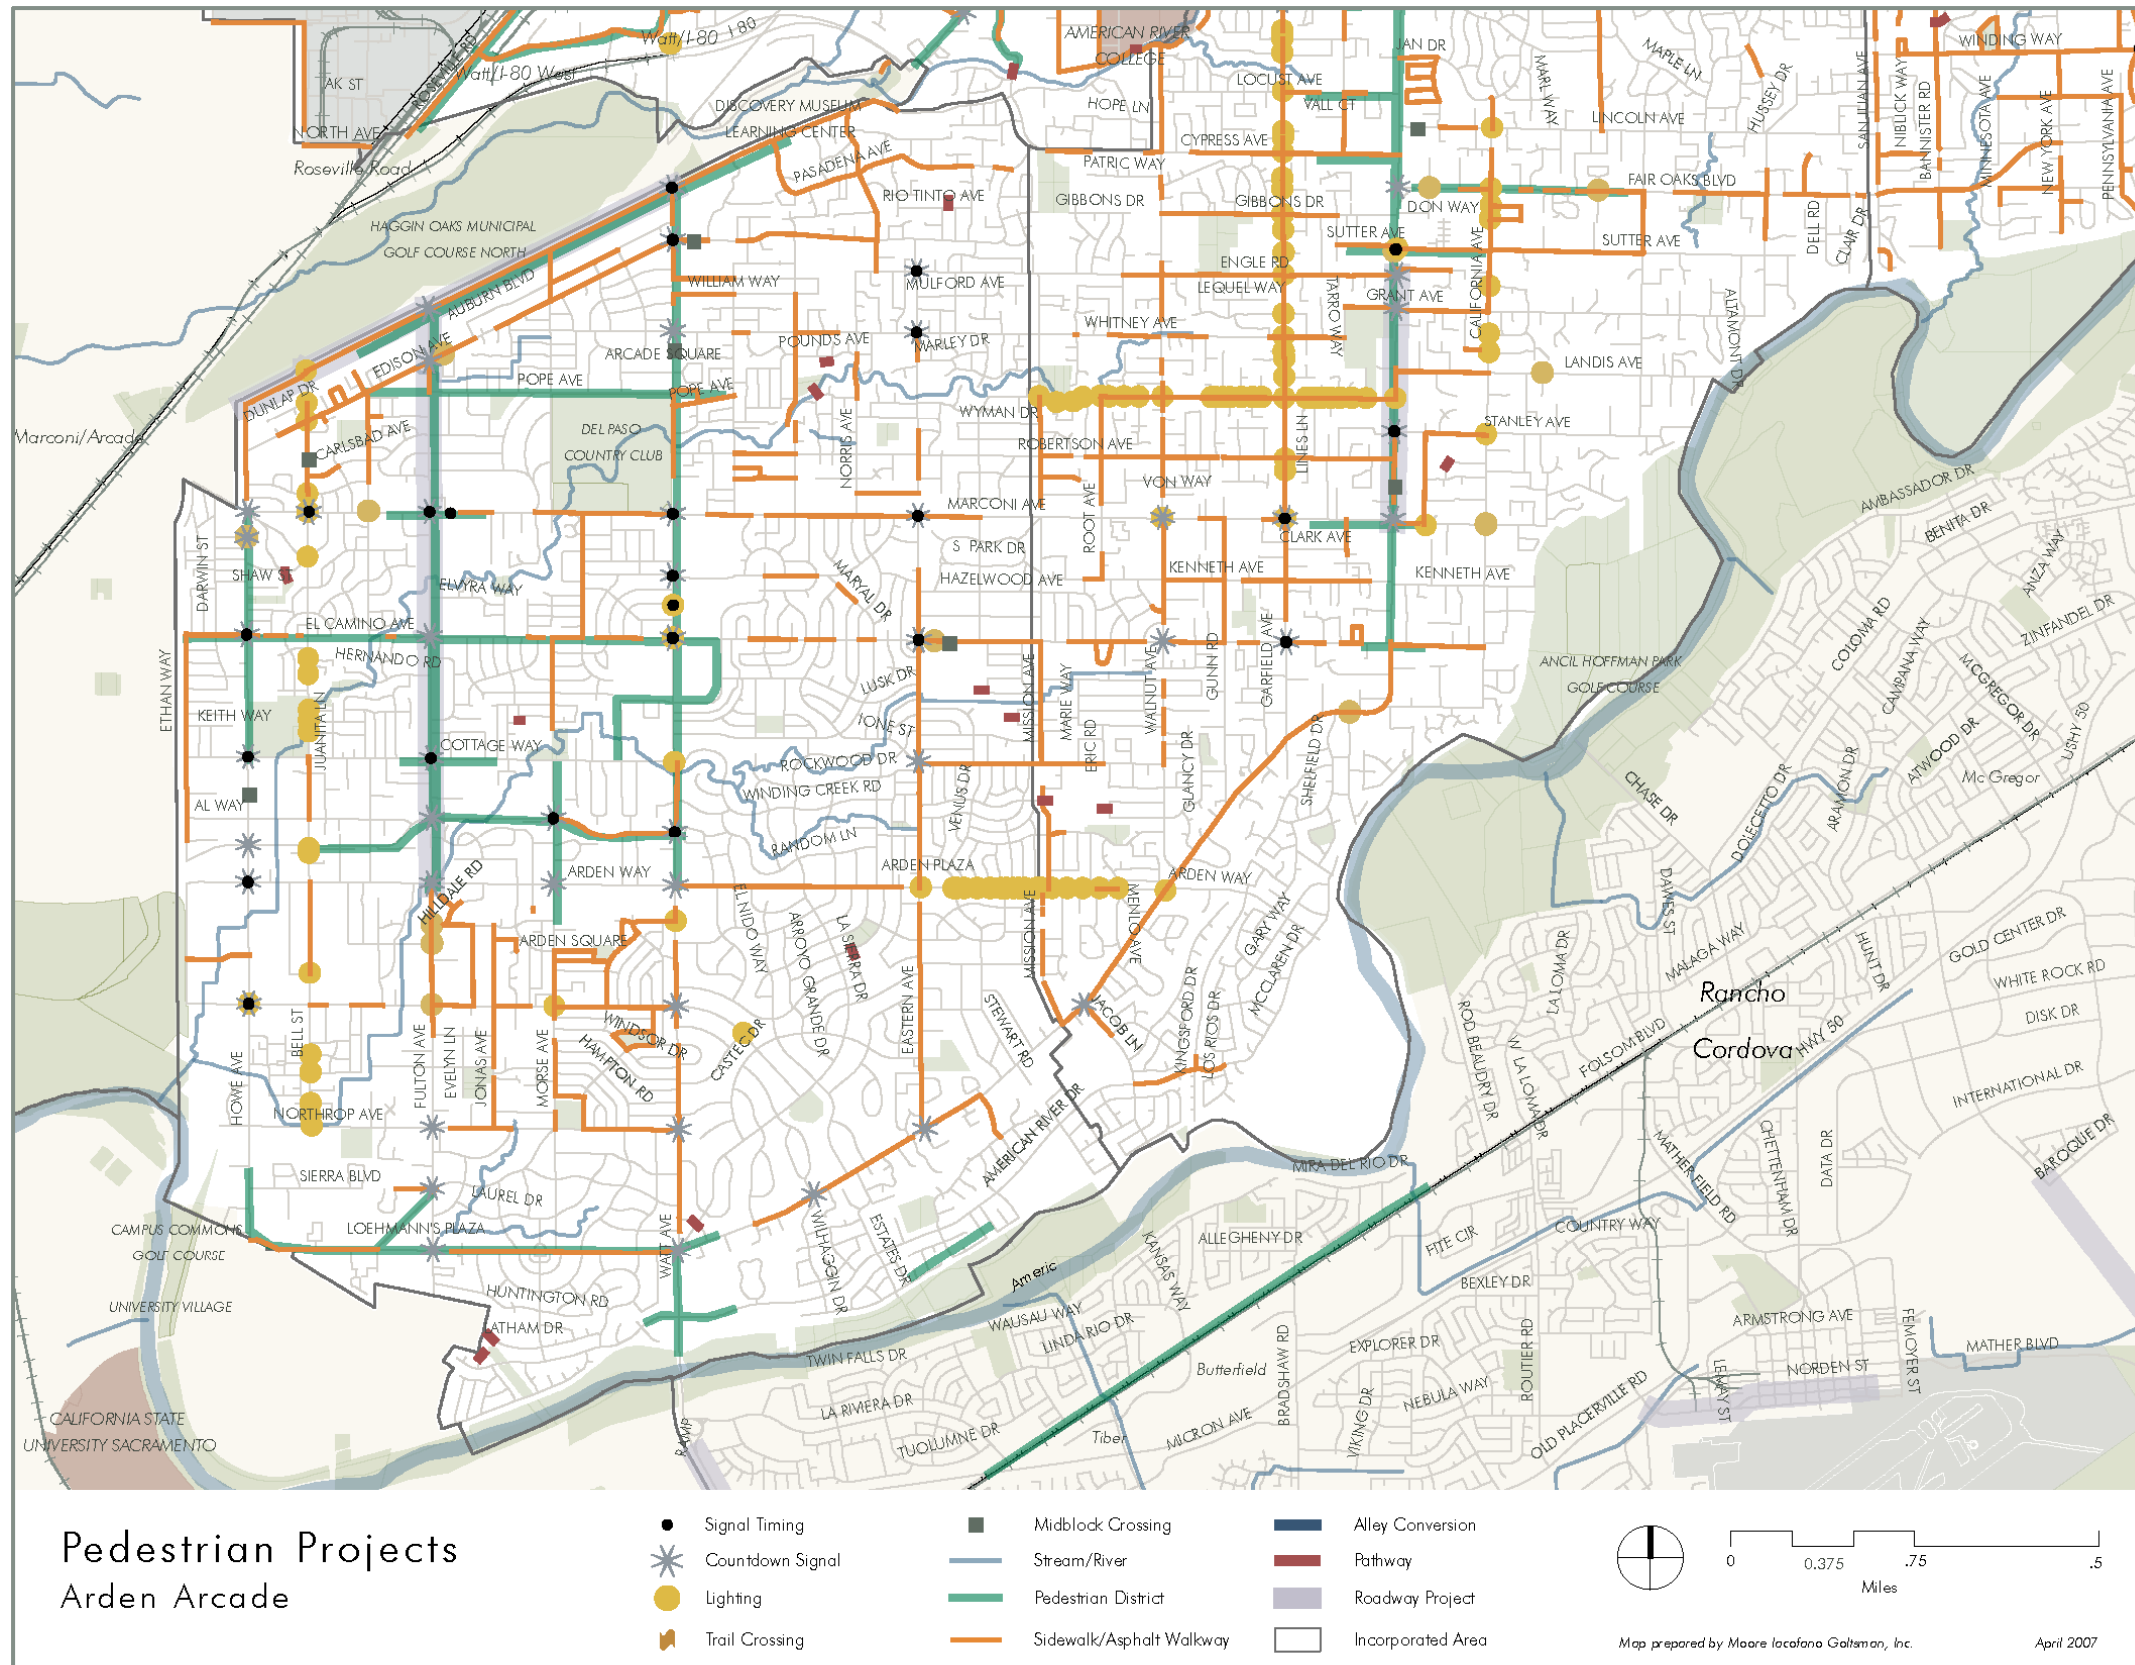 Watt/I-80
I-80
AMERICAN RIVER
COLLEGE
JAN DR
MAPLE LN
WINDING WAY
AK ST
ROSEVILLE RD
Watt/I-80 West
LOCUST AVE
VALL CT
MARL WAY
HUSSEY DR
SAN JUAN AVE
NIBLICK WAY
BANNISTER RD
MINNESOTA AVE
NEW YORK AVE
PENNSYLVANIA AVE
DISCOVERY MUSEUM
LEARNING CENTER
HOPE LN
LINCOLN AVE
NORTH AVE
Roseville Road
PASADENA AVE
CYPRESS AVE
PATRIC WAY
FAIR OAKS BLVD
RIO TINTO AVE
GIBBONS DR
GIBBONS DR
DON WAY
HAGGIN OAKS MUNICIPAL
GOLF COURSE NORTH
SUTTER AVE
SUTTER AVE
DELL RD
CLAIR DR
AUBURN BLVD
WILLIAM WAY
MULFORD AVE
ENGLE RD
LEQUEL WAY
TARRO WAY
GRANT AVE
CALIFORNIA AVE
ALTAMONT DR
WHITNEY AVE
EDISON AVE
ARCADE SQUARE
POUNDS AVE
MARLEY DR
LANDIS AVE
DUNLAP DR
POPE AVE
POPE AVE
WYMAN DR
STANLEY AVE
Marconi/Arcade
CARLSBAD AVE
DEL PASO
COUNTRY CLUB
NORRIS AVE
ROBERTSON AVE
LINES LN
AMBASSADOR DR
BENITA DR
VON WAY
MARCONI AVE
ROOT AVE
CLARK AVE
S PARK DR
DARWIN ST
SHAW ST
ELVYRA WAY
MARYAL DR
HAZELWOOD AVE
KENNETH AVE
KENNETH AVE
ANZA WAY
ZINFANDEL DR
EL CAMINO AVE
HERNANDO RD
ETHAN WAY
LUSK DR
MISSION AVE
MARIE WAY
WALNUT AVE
GUNN RD
GARFIELD AVE
ANCIL HOFFMAN PARK
GOLF COURSE
COLOMA RD
CAMPANA WAY
MCGREGOR DR
KEITH WAY
JUANITA LN
COTTAGE WAY
IONE ST
ERIC RD
GLANCY DR
SHELFIELD DR
ROCKWOOD DR
WINDING CREEK RD
VENUS DR
CHASE DR
DOLECETTO DR
ARAMON DR
ATWOOD DR
LUSHY 50
Mc Gregor
AL WAY
RANDOM LN
ARDEN WAY
ARDEN PLAZA
ARDEN WAY
HILLDALE RD
ARDEN SQUARE
EL NIDO WAY
ARROYO GRANDE DR
LA SIERRA DR
EASTERN AVE
MISSION AVE
MENLO AVE
GARY WAY
MCCLAREN DR
DAWES ST
LA LOMA DR
MALAGA WAY
HUNT DR
GOLD CENTER DR
WHITE ROCK RD
DISK DR
Rancho
Cordova
HWY 50
FOLSOM BLVD
ROD BEAUDRY DR
W LA LOMA DR
INTERNATIONAL DR
BAROQUE DR
STEWART RD
JACOB LN
KINGSFORD DR
LOS RIOS DR
BELL ST
HOWE AVE
FULTON AVE
EVELYN LN
JONAS AVE
MORSE AVE
WINDSOR DR
HAMPTON RD
CASTEC DR
NORTHROP AVE
AMERICAN RIVER DR
MATHER FIELD RD
CHETTENHAM DR
DATA DR
SIERRA BLVD
LAUREL DR
MIRA DEL RIO DR
CAMPUS COMMONS
GOLF COURSE
LOEHMANN'S PLAZA
WATT AVE
WILHAGGIN DR
ESTATES DR
KANSAS WAY
ALLEGHENY DR
FITE CIR
COUNTRY WAY
BEXLEY DR
Americ
UNIVERSITY VILLAGE
HUNTINGTON RD
LATHAM DR
WAUSAU WAY
LINDA RIO DR
TWIN FALLS DR
Butterfield
BRADSHAW RD
EXPLORER DR
ROUTIER RD
ARMSTRONG AVE
FEMOYER ST
MATHER BLVD
NORDEN ST
LEMAY ST
OLD PLACERVILLE RD
NEBULA WAY
VIKING DR
MICRON AVE
Tiber
LA RIVIERA DR
TUOLUMNE DR
RAMP
CALIFORNIA STATE
UNIVERSITY SACRAMENTO
Pedestrian Projects
Arden Arcade
Signal Timing
Countdown Signal
Lighting
Trail Crossing
Midblock Crossing
Stream/River
Pedestrian District
Sidewalk/Asphalt Walkway
Alley Conversion
Pathway
Roadway Project
Incorporated Area
0 0.375 .75 .5
Miles
Map prepared by Moore Iacofano Goltsman, Inc.
April 2007